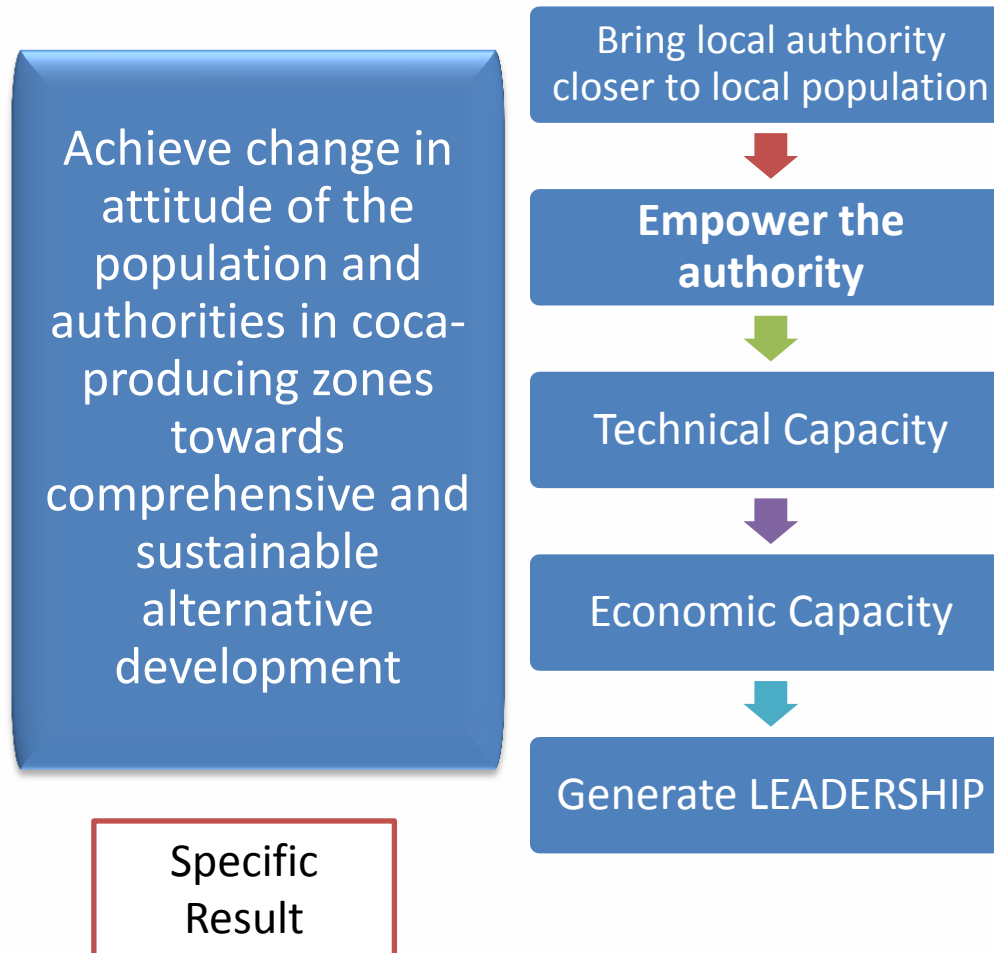 Achieve change in
attitude of the
population and
authorities in coca-
producing zones
towards
comprehensive and
sustainable
alternative
development
Specific
Result
Bring local authority
closer to local population
Empower the
authority
Technical Capacity
Economic Capacity
Generate LEADERSHIP